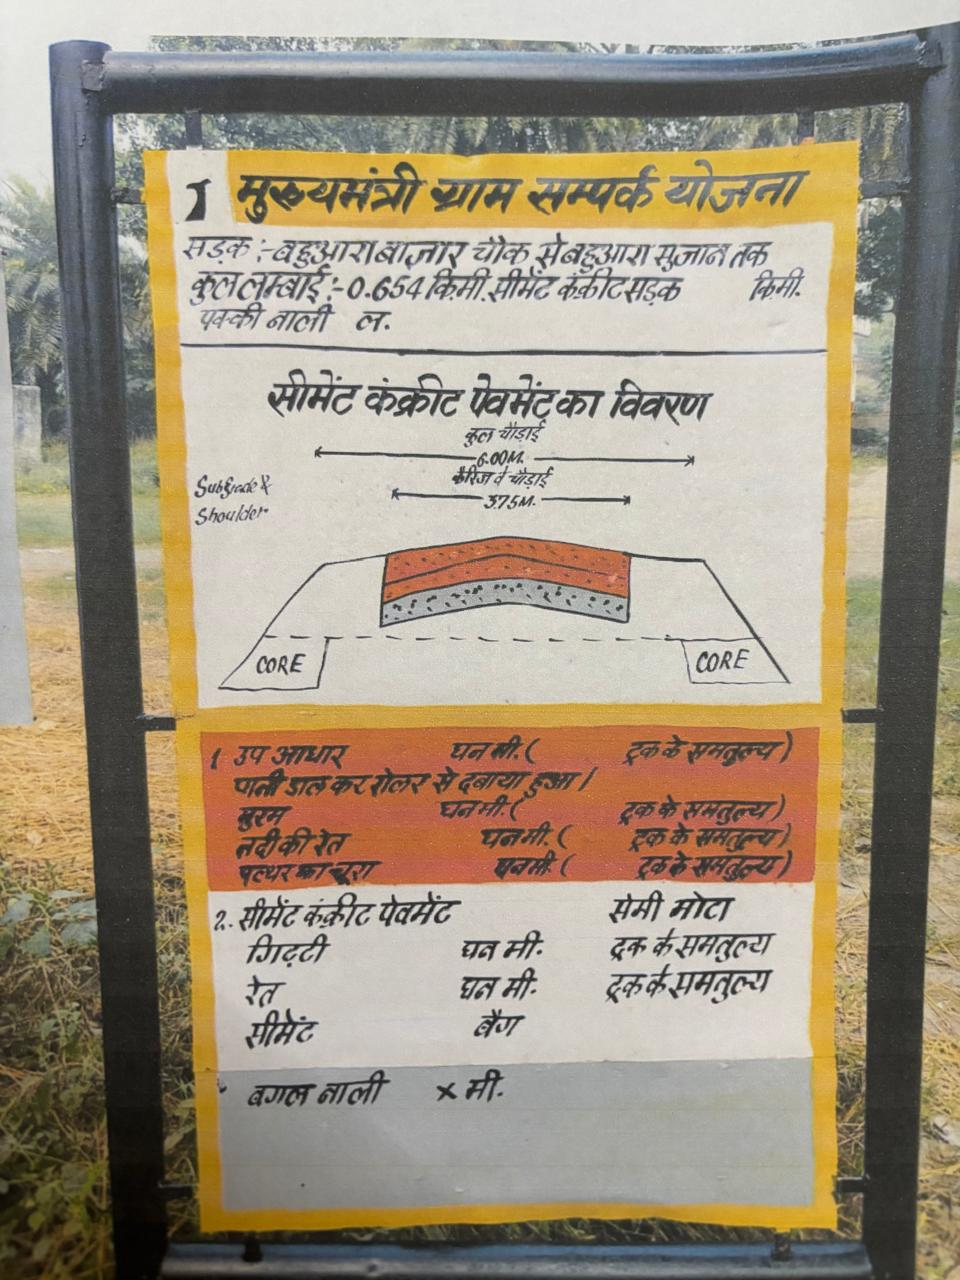 मुख्यमंत्री ग्राम सम्पर्क योजना
सड़क :- बहुआरा बाज़ार चौक से बहुआरा सुजान तक
कुल लम्बाई :- 0.654 किमी. सीमेंट कंक्रीट सड़क किमी.
पक्की नाली ल.
सीमेंट कंक्रीट पेवमेंट का विवरण
कुल चौड़ाई
6.00M.
कैरिज वे चौड़ाई
3.75M.
Subgrade &
Shoulder
CORE CORE
1 उप आधार घन मी. ( ट्रक के समतुल्य )
पानी डाल कर रोलर से दबाया हुआ।
मुरम घन मी. ( ट्रक के समतुल्य )
नदी की रेत घन मी. ( ट्रक के समतुल्य )
पत्थर का चूरा घन मी. ( ट्रक के समतुल्य )
2. सीमेंट कंक्रीट पेवमेंट सेमी मोटा
गिट्टी घन मी. ट्रक के समतुल्य
रेत घन मी. ट्रक के समतुल्य
सीमेंट बैग
बगल नाली x मी.